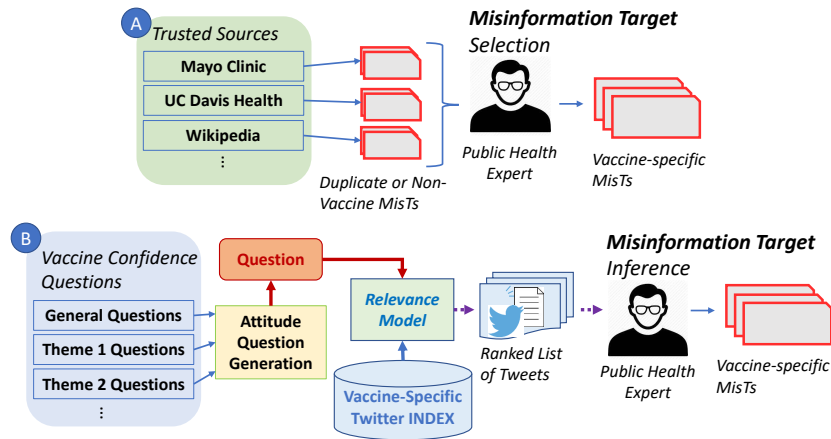 A
Trusted Sources
Mayo Clinic
UC Davis Health
Wikipedia
⋮
Duplicate or Non-
Vaccine MisTs
Misinformation Target
Selection
Public Health
Expert
Vaccine-specific
MisTs
B
Vaccine Confidence
Questions
General Questions
Theme 1 Questions
Theme 2 Questions
⋮
Question
Attitude
Question
Generation
Relevance
Model
Vaccine-Specific
Twitter INDEX
Ranked List
of Tweets
Misinformation Target
Inference
Public Health
Expert
Vaccine-specific
MisTs